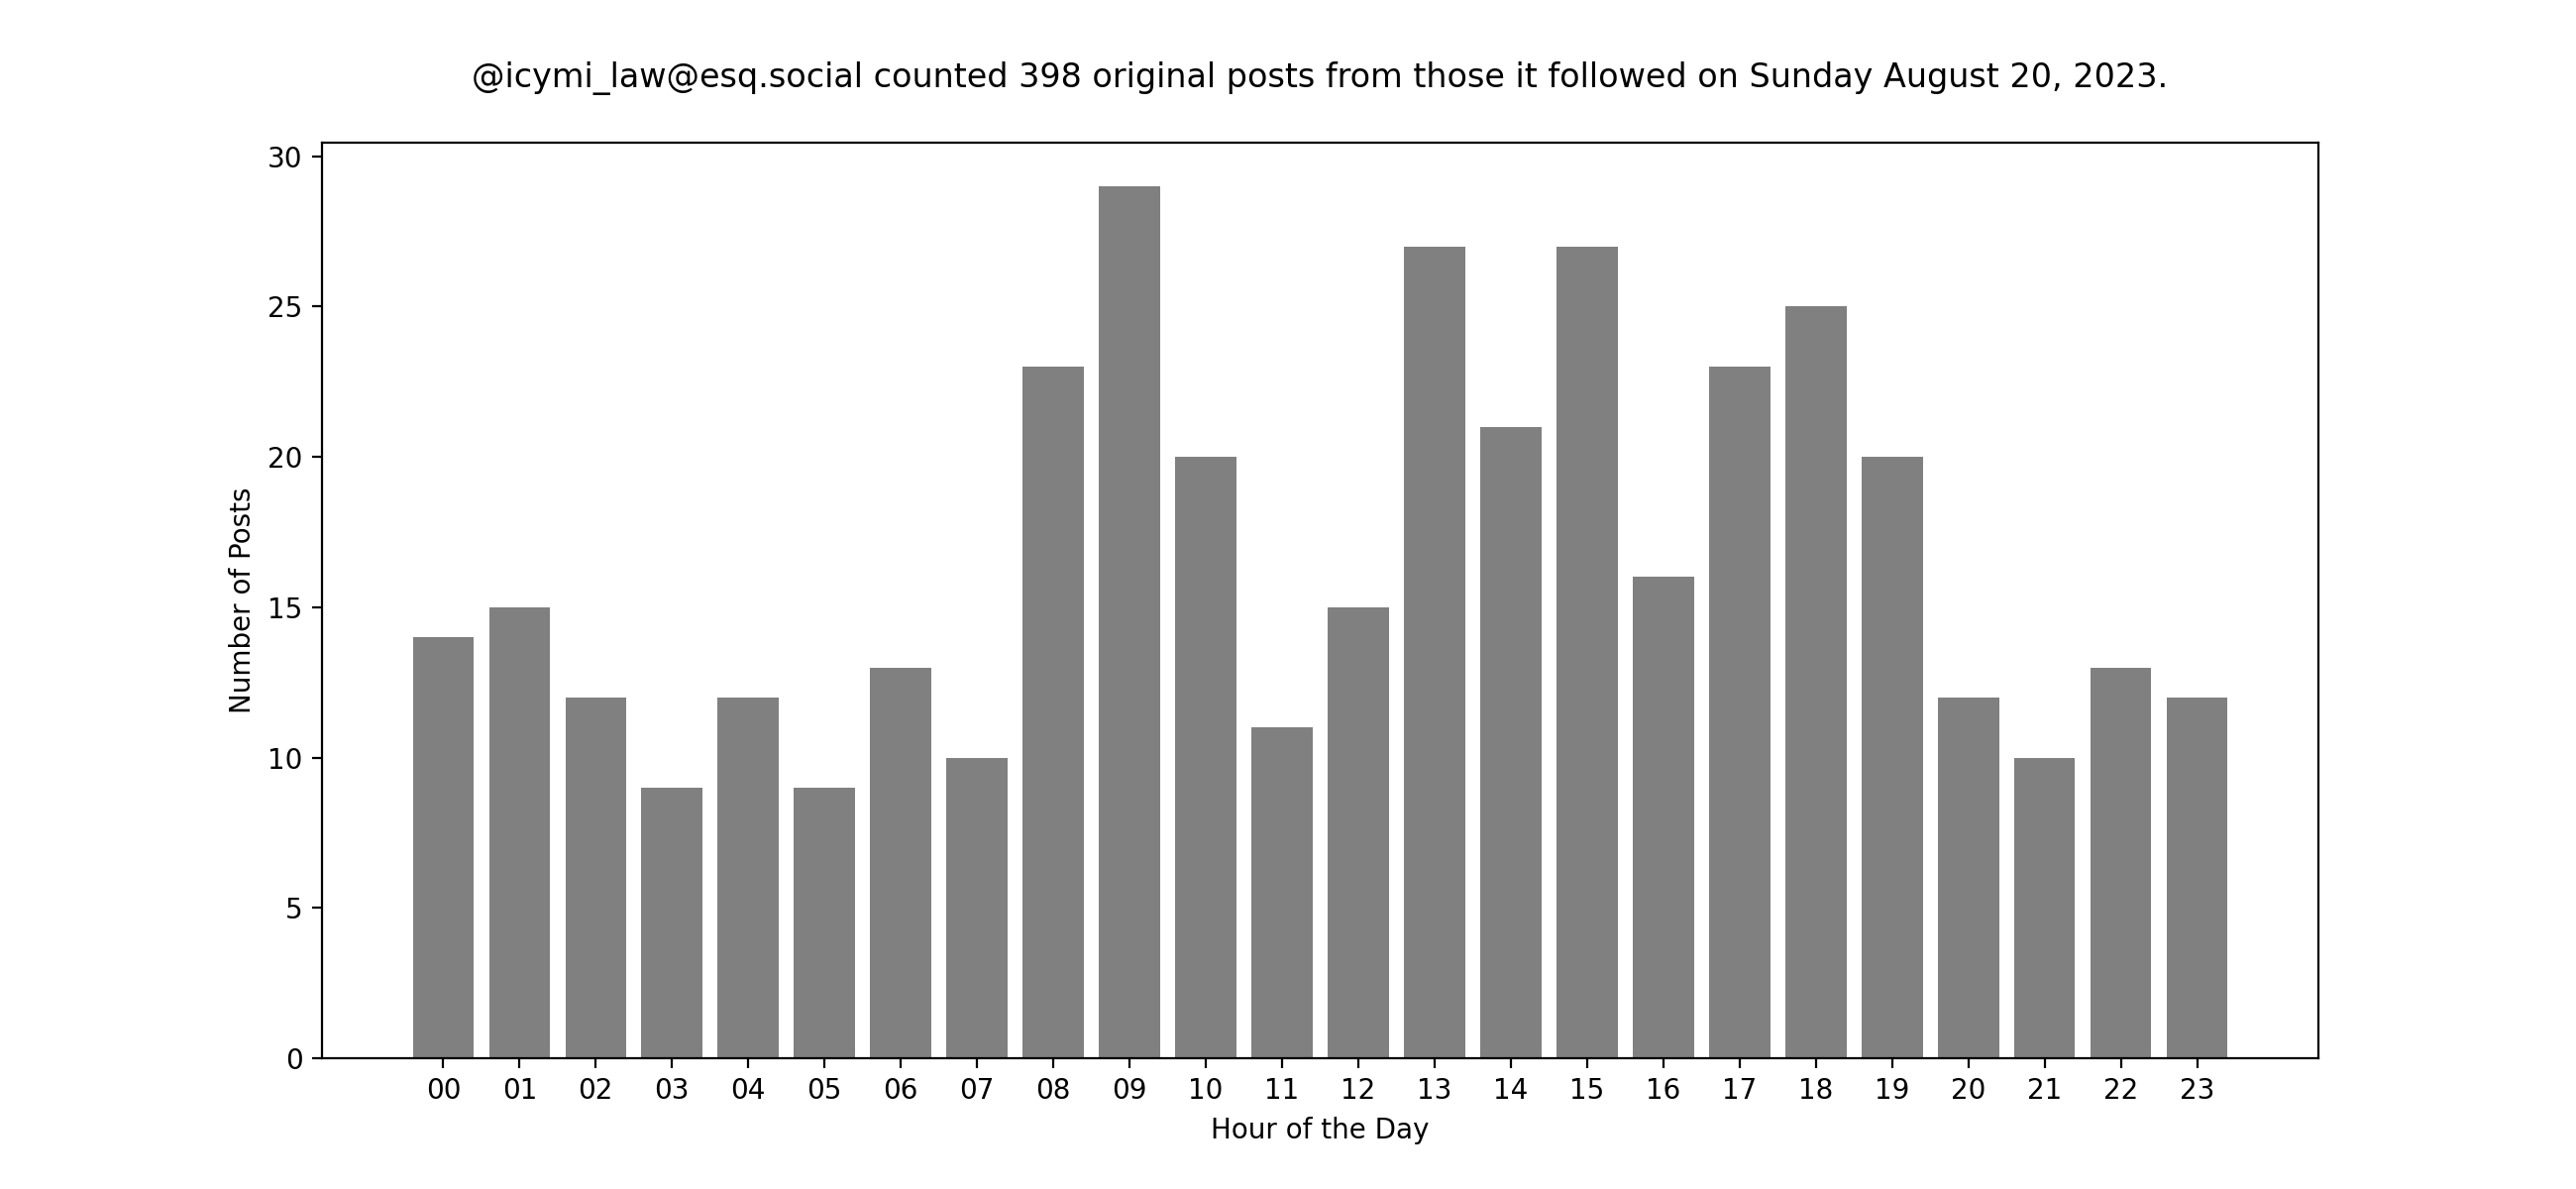 @icymi_law@esq.social counted 398 original posts from those it followed on Sunday August 20, 2023.
30
25
20
15
10
5
0
Number of Posts
00 01 02 03 04 05 06 07 08 09 10 11 12 13 14 15 16 17 18 19 20 21 22 23
Hour of the Day